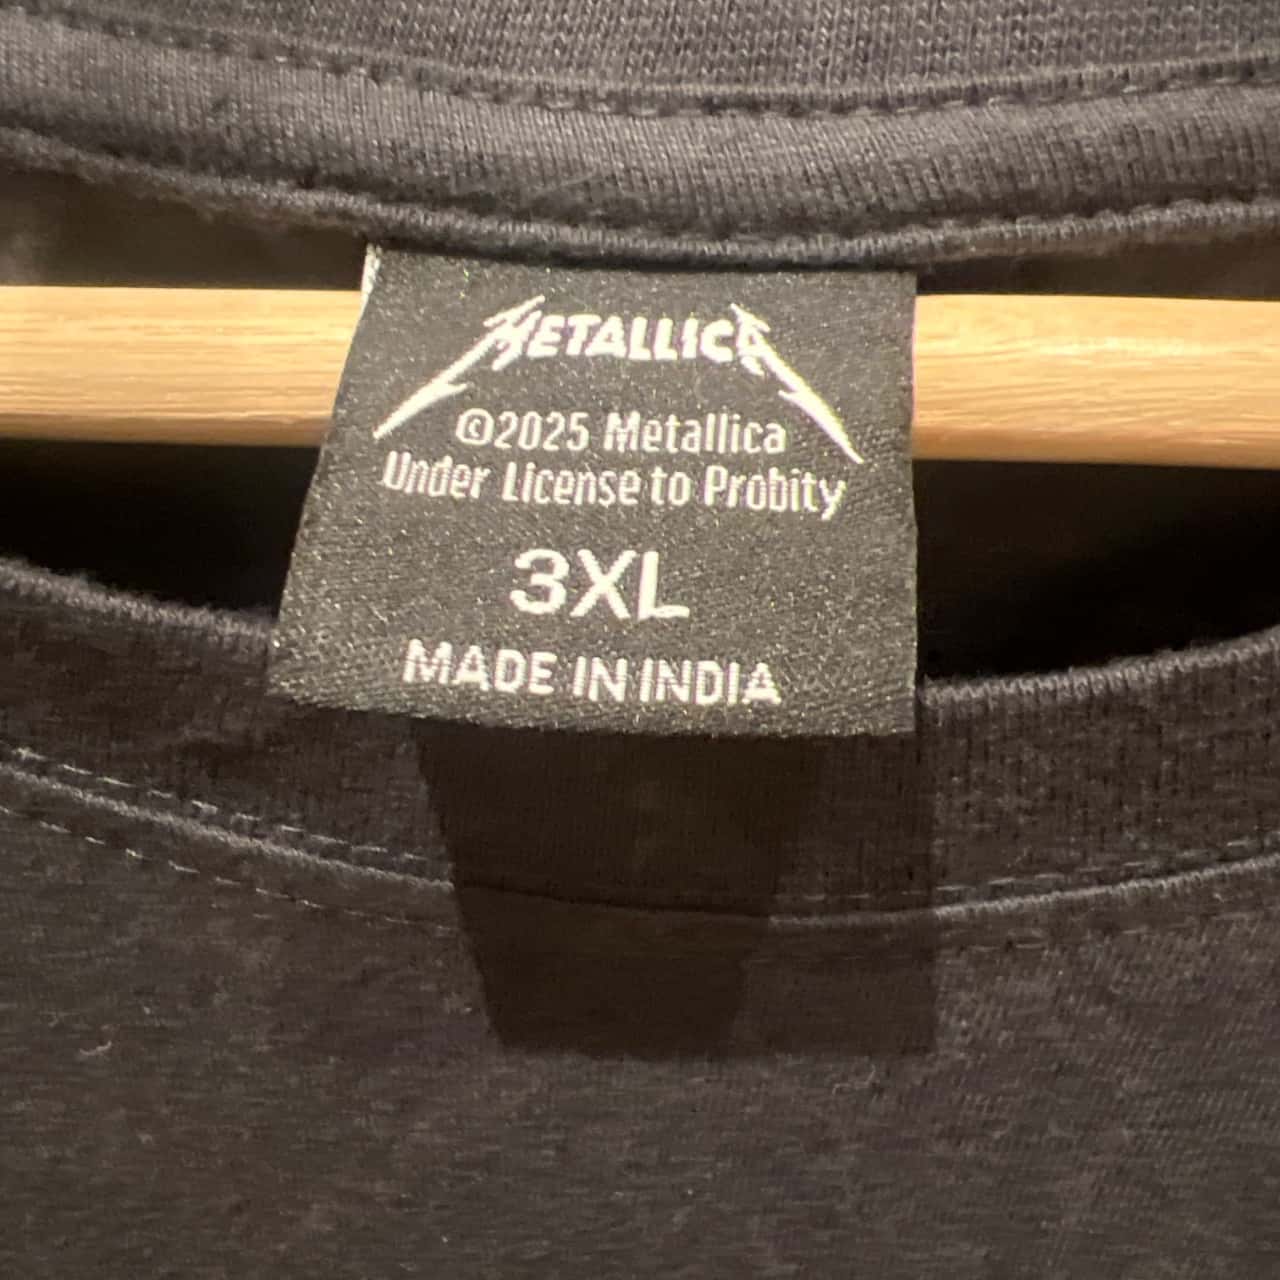 METALLICA
©2025 Metallica
Under License to Probity
3XL
MADE IN INDIA